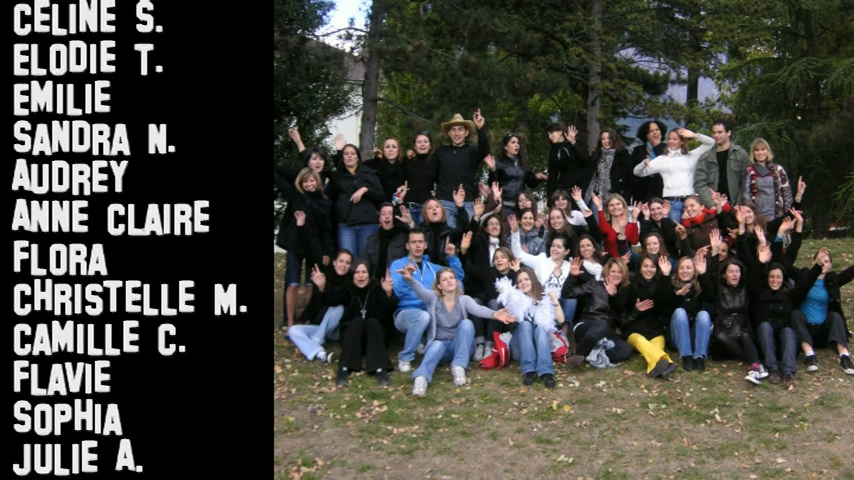 CELINE S.
ELODIE T.
EMILIE
SANDRA N.
AUDREY
ANNE CLAIRE
FLORA
CHRISTELLE M.
CAMILLE C.
FLAVIE
SOPHIA
JULIE A.